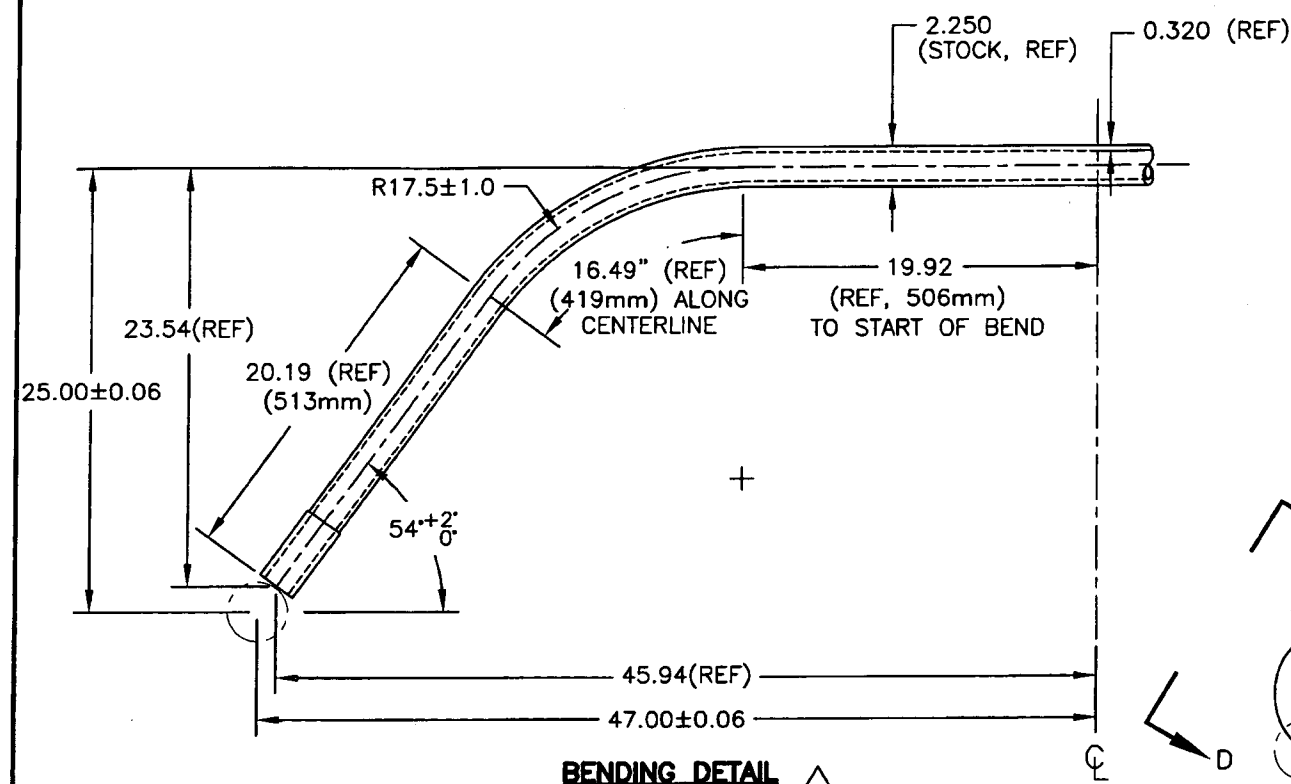 2.250
(STOCK, REF)
0.320 (REF)
R17.5±1.0
16.49" (REF)
(419mm) ALONG
CENTERLINE
19.92
(REF, 506mm)
TO START OF BEND
23.54(REF)
20.19 (REF)
(513mm)
25.00±0.06
54°+2°
0°
45.94(REF)
47.00±0.06
BENDING DETAIL
℄
D